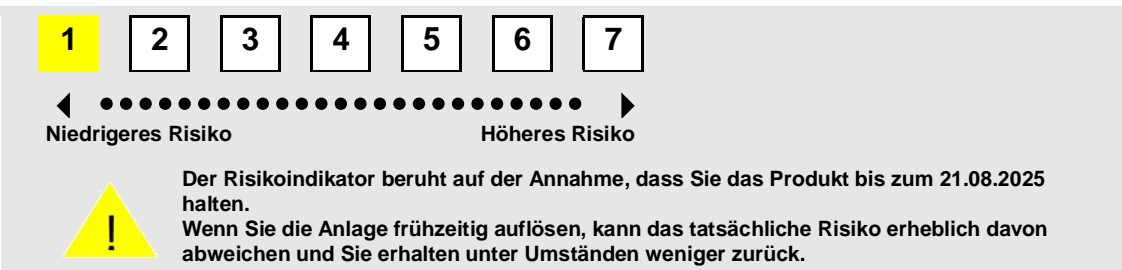 1 2 3 4 5 6 7
Niedrigeres Risiko Höheres Risiko
Der Risikoindikator beruht auf der Annahme, dass Sie das Produkt bis zum 21.08.2025
halten.
Wenn Sie die Anlage frühzeitig auflösen, kann das tatsächliche Risiko erheblich davon
abweichen und Sie erhalten unter Umständen weniger zurück.
!